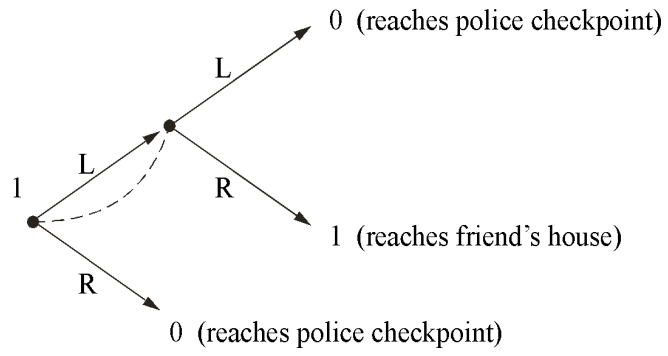 0 (reaches police checkpoint)
L
L
1
R
1 (reaches friend's house)
R
0 (reaches police checkpoint)